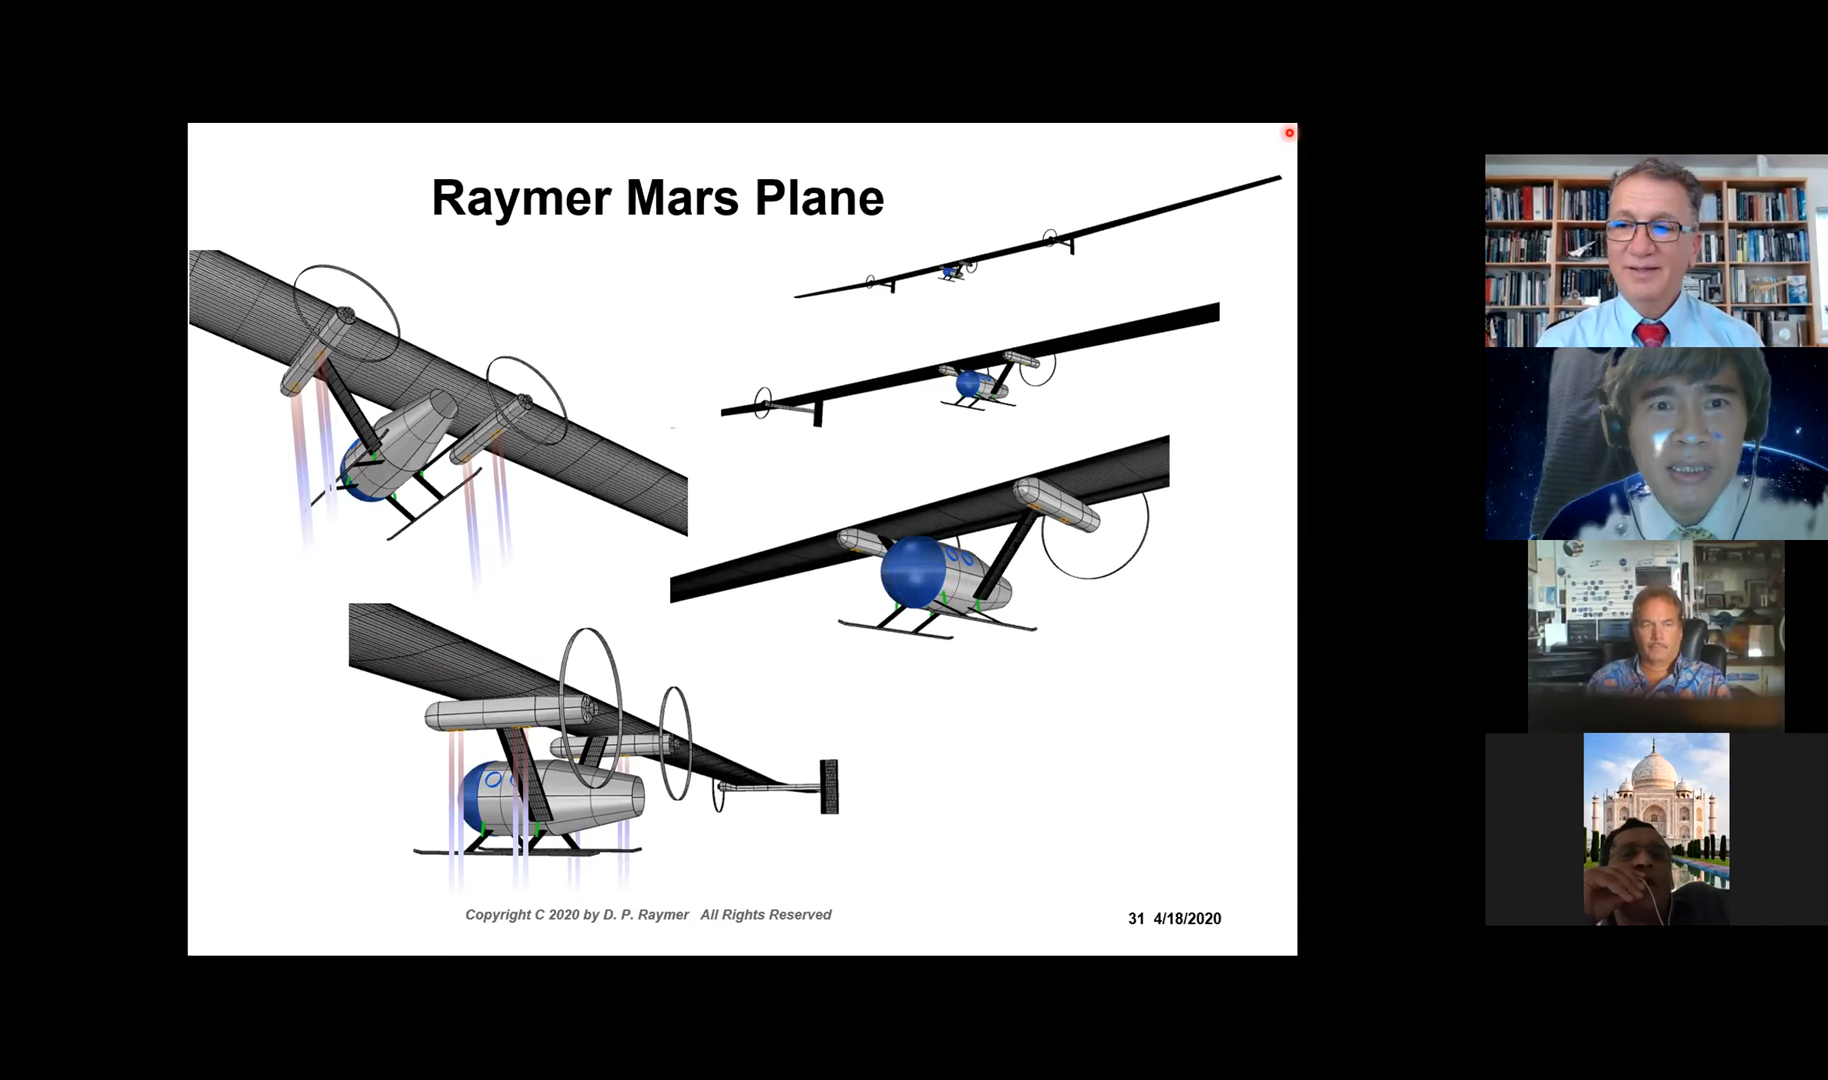 Raymer Mars Plane
Copyright C 2020 by D. P. Raymer   All Rights Reserved
31  4/18/2020